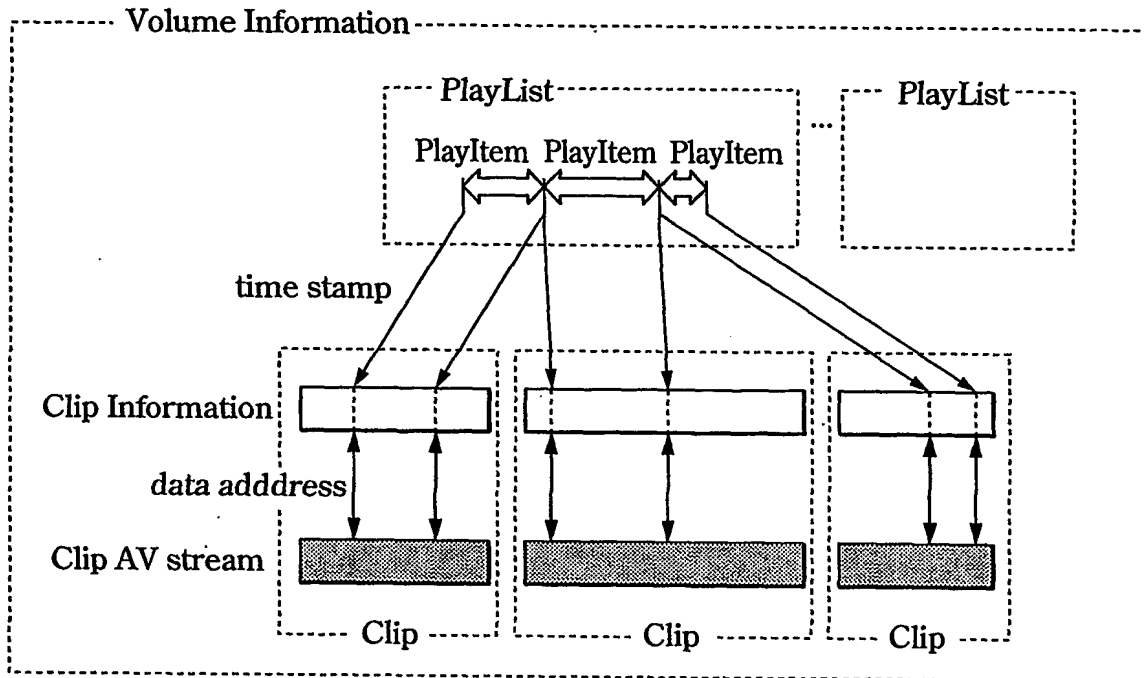 Volume Information
PlayList
PlayList
...
PlayItem PlayItem PlayItem
time stamp
Clip Information
data adddress
Clip AV stream
Clip
Clip
Clip